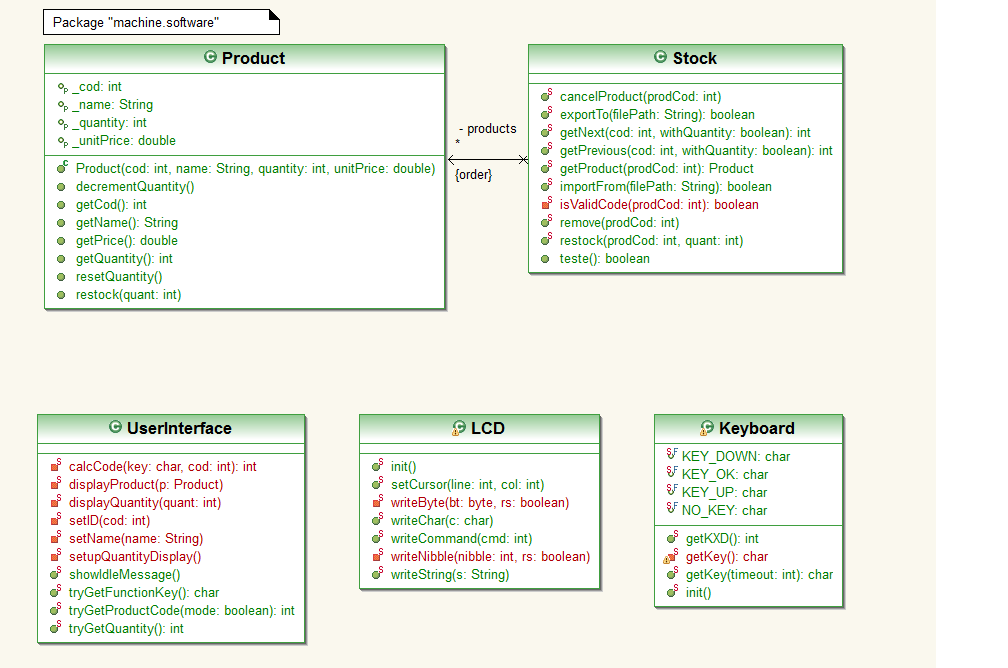 Package "machine.software"
Product
_cod: int
_name: String
_quantity: int
_unitPrice: double
Product(cod: int, name: String, quantity: int, unitPrice: double)
decrementQuantity()
getCod(): int
getName(): String
getPrice(): double
getQuantity(): int
resetQuantity()
restock(quant: int)
- products
*
{order}
Stock
cancelProduct(prodCod: int)
exportTo(filePath: String): boolean
getNext(cod: int, withQuantity: boolean): int
getPrevious(cod: int, withQuantity: boolean): int
getProduct(prodCod: int): Product
importFrom(filePath: String): boolean
isValidCode(prodCod: int): boolean
remove(prodCod: int)
restock(prodCod: int, quant: int)
teste(): boolean
UserInterface
calcCode(key: char, cod: int): int
displayProduct(p: Product)
displayQuantity(quant: int)
setID(cod: int)
setName(name: String)
setupQuantityDisplay()
showIdleMessage()
tryGetFunctionKey(): char
tryGetProductCode(mode: boolean): int
tryGetQuantity(): int
LCD
init()
setCursor(line: int, col: int)
writeByte(bt: byte, rs: boolean)
writeChar(c: char)
writeCommand(cmd: int)
writeNibble(nibble: int, rs: boolean)
writeString(s: String)
Keyboard
KEY_DOWN: char
KEY_OK: char
KEY_UP: char
NO_KEY: char
getKXD(): int
getKey(): char
getKey(timeout: int): char
init()